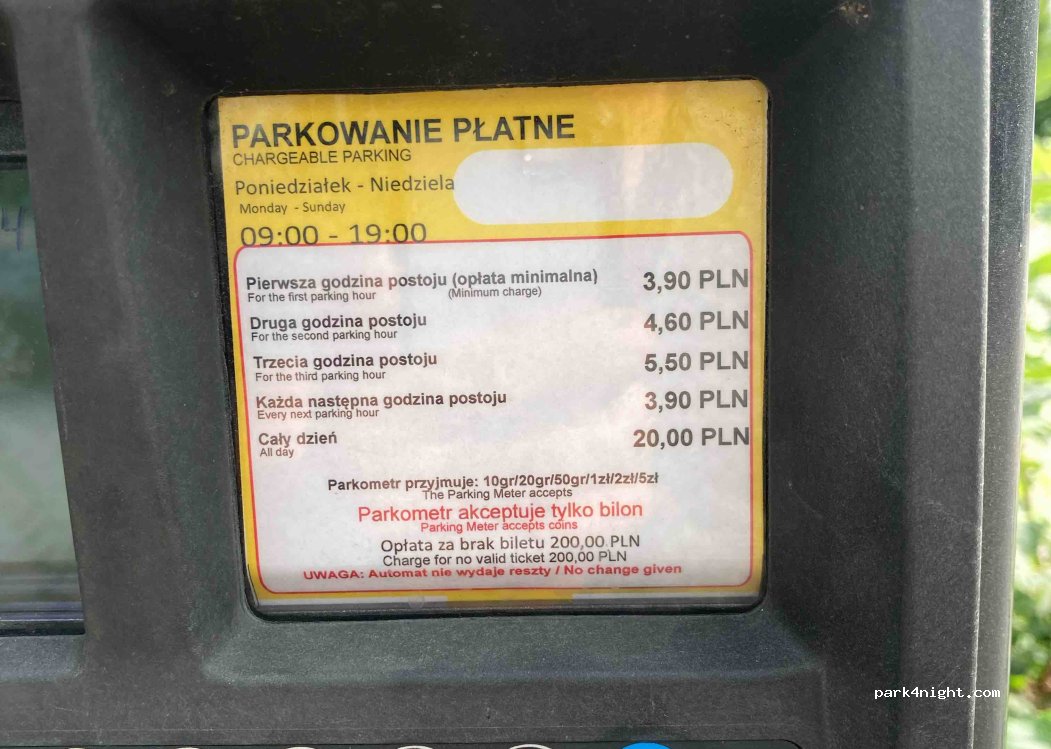 PARKOWANIE PŁATNE
CHARGEABLE PARKING
Poniedziałek - Niedziela
Monday - Sunday
09:00 - 19:00
Pierwsza godzina postoju (opłata minimalna) 3,90 PLN
For the first parking hour (Minimum charge)
Druga godzina postoju 4,60 PLN
For the second parking hour
Trzecia godzina postoju 5,50 PLN
For the third parking hour
Każda następna godzina postoju 3,90 PLN
Every next parking hour
Cały dzień 20,00 PLN
All day
Parkometr przyjmuje: 10gr/20gr/50gr/1zł/2zł/5zł
The Parking Meter accepts
Parkometr akceptuje tylko bilon
Parking Meter accepts coins
Opłata za brak biletu 200,00 PLN
Charge for no valid ticket 200,00 PLN
UWAGA: Automat nie wydaje reszty / No change given
park4night.com